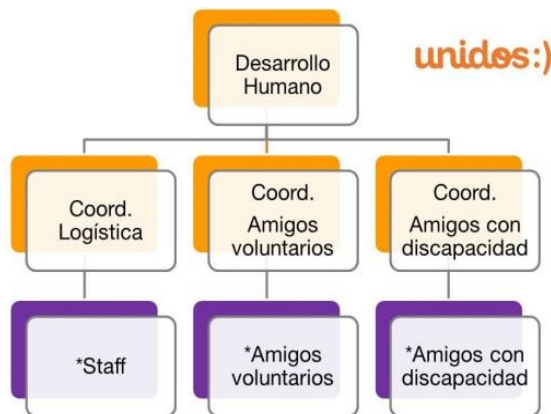 Desarrollo
Humano
unidos:)
Coord.
Logística
Coord.
Amigos
voluntarios
Coord.
Amigos con
discapacidad
*Staff
*Amigos
voluntarios
*Amigos con
discapacidad